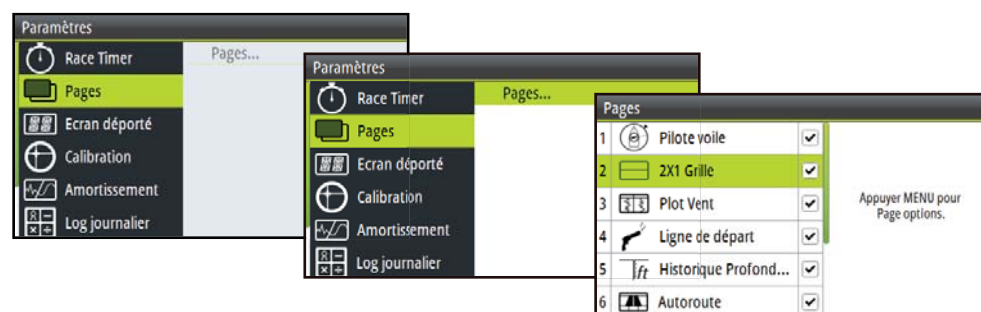 Paramètres
Race Timer
Pages...
Pages
Ecran déporté
Calibration
Amortissement
Log journalier
Paramètres
Race Timer
Pages...
Pages
Ecran déporté
Calibration
Amortissement
Log journalier
Pages
1 Pilote voile
2 2X1 Grille
3 Plot Vent
4 Ligne de départ
5 ft Historique Profond...
6 Autoroute
Appuyer MENU pour
Page options.